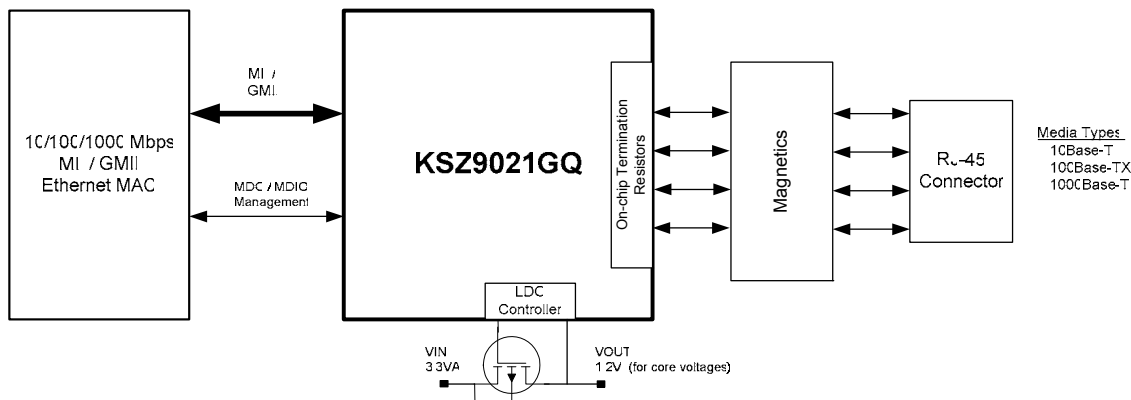 10/100/1000 Mbps
MII / GMII
Ethernet MAC
MII /
GMII
MDC / MDIO
Management
KSZ9021GQ
On-chip Termination
Resistors
LDO
Controller
VIN
3.3VA
VOUT
1.2V (for core voltages)
Magnetics
RJ-45
Connector
Media Types
10Base-T
100Base-TX
1000Base-T